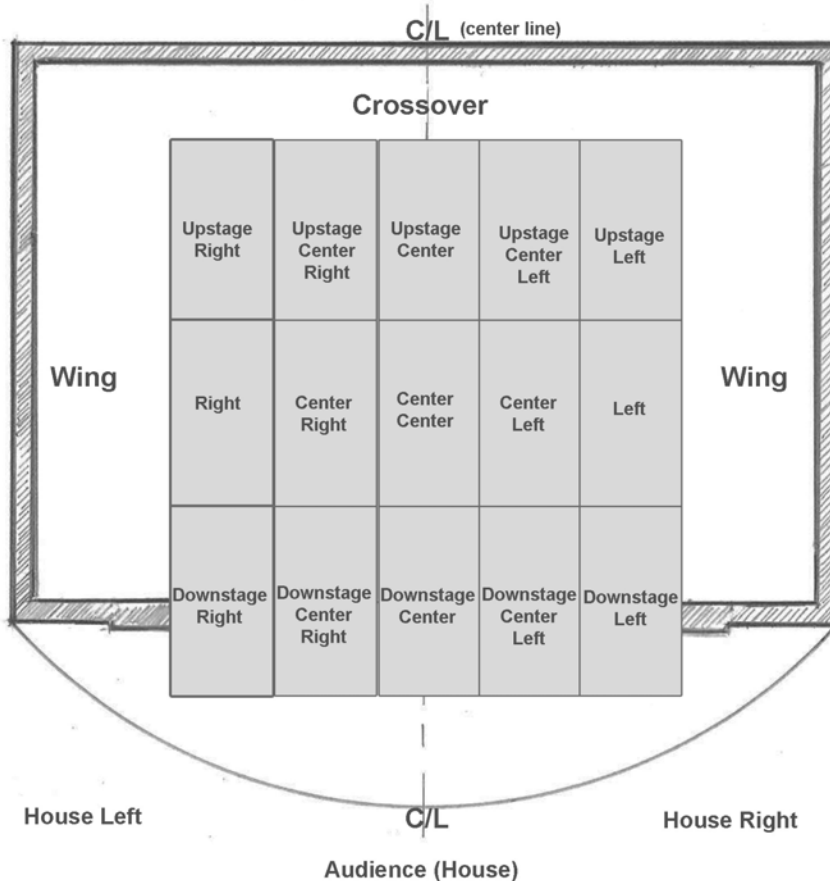 C/L (center line)
Crossover
Upstage
Right
Upstage
Center
Right
Upstage
Center
Upstage
Center
Left
Upstage
Left
Wing
Right
Center
Right
Center
Center
Center
Left
Left
Wing
Downstage
Right
Downstage
Center
Right
Downstage
Center
Downstage
Center
Left
Downstage
Left
House Left
C/L
House Right
Audience (House)